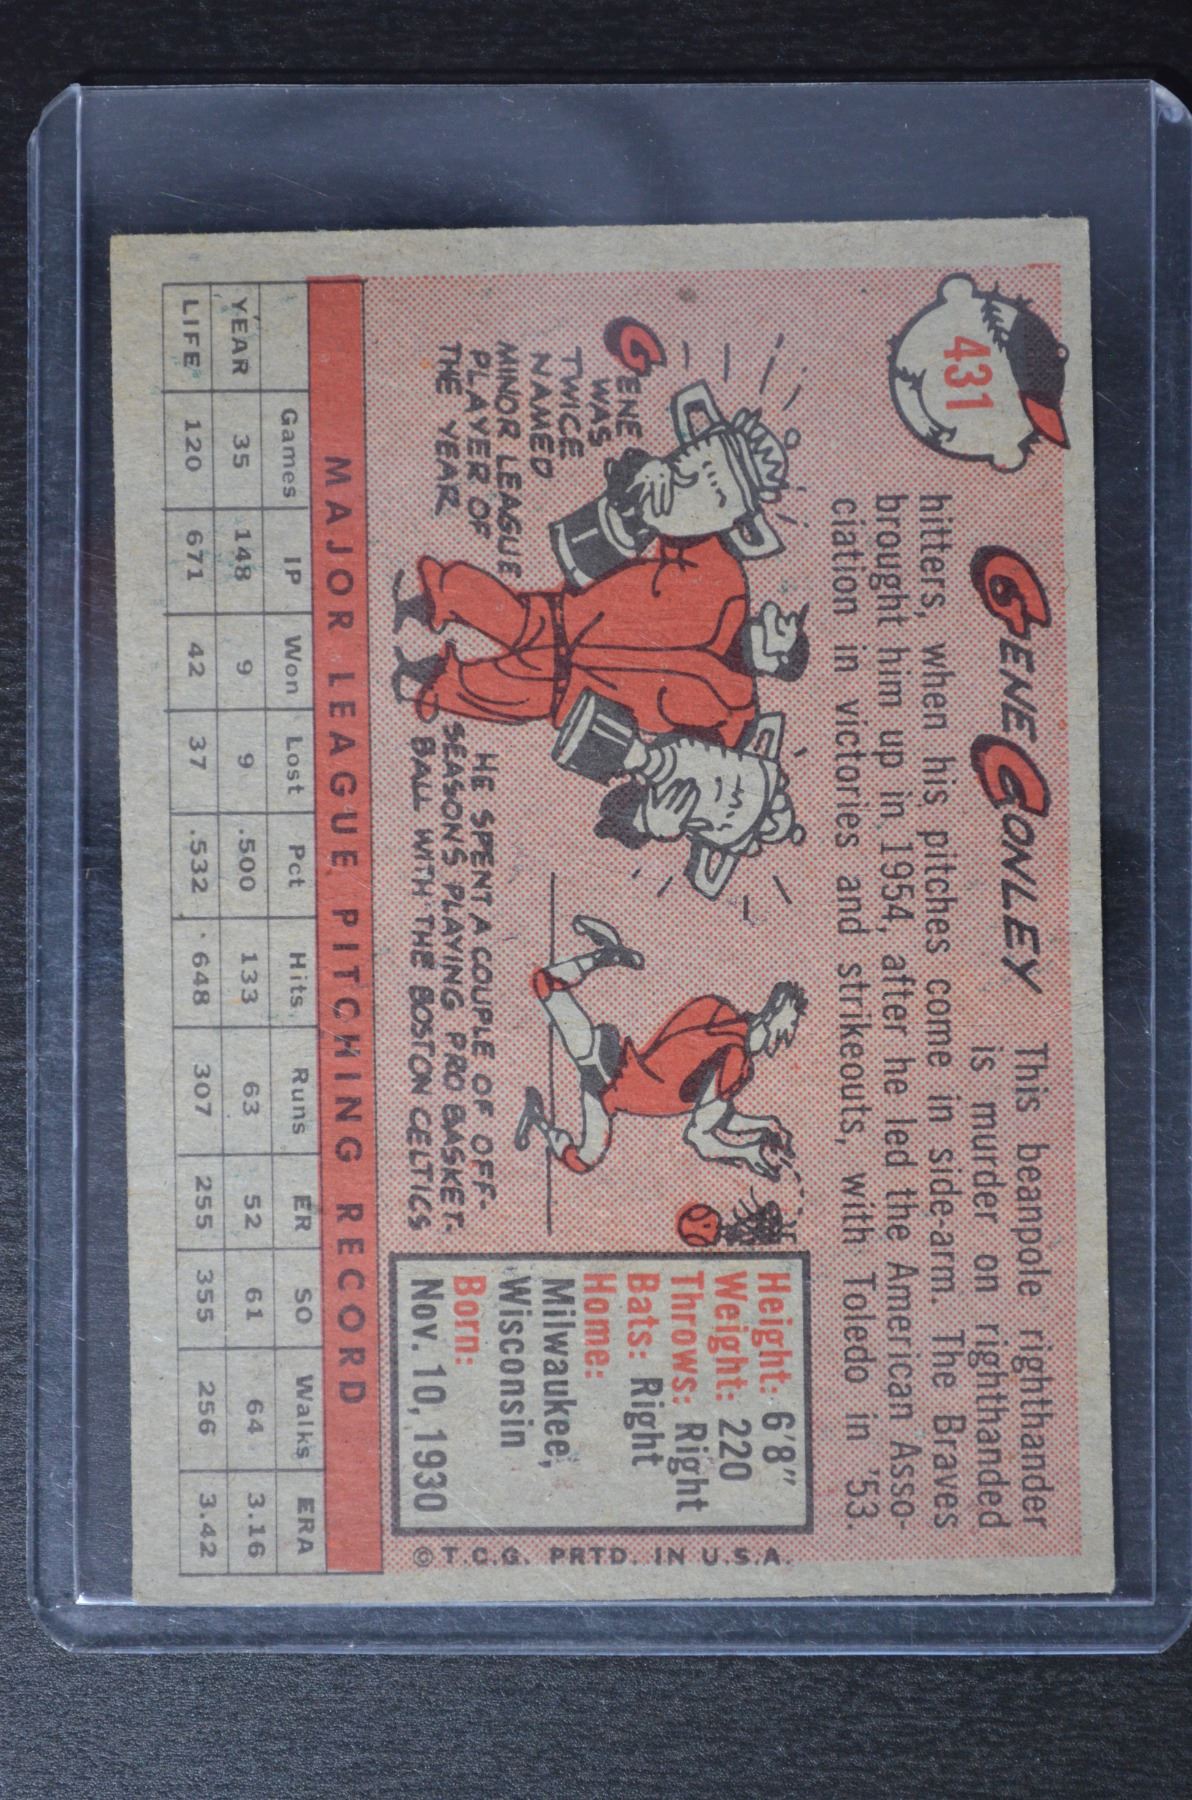 431
GENE CONLEY
This beanpole righthander
is murder on righthanded
hitters, when his pitches come in side-arm. The Braves
brought him up in 1954, after he led the American Asso-
ciation in victories and strikeouts, with Toledo in '53.
GENE
WAS
TWICE
NAMED
MINOR LEAGUE
PLAYER OF
THE YEAR
HE SPENT A COUPLE OF OFF-
SEASONS PLAYING PRO BASKET-
BALL WITH THE BOSTON CELTICS
Height: 6'8"
Weight: 220
Throws: Right
Bats: Right
Home:
Milwaukee,
Wisconsin
Born:
Nov. 10, 1930
MAJOR LEAGUE PITCHING RECORD
Games IP Won Lost Pct Hits Runs ER SO Walks ERA
YEAR 35 148 9 9 .500 133 63 52 61 64 3.16
LIFE 120 671 42 37 .532 648 307 255 355 256 3.42
© T.C.G. PRTD. IN U.S.A.